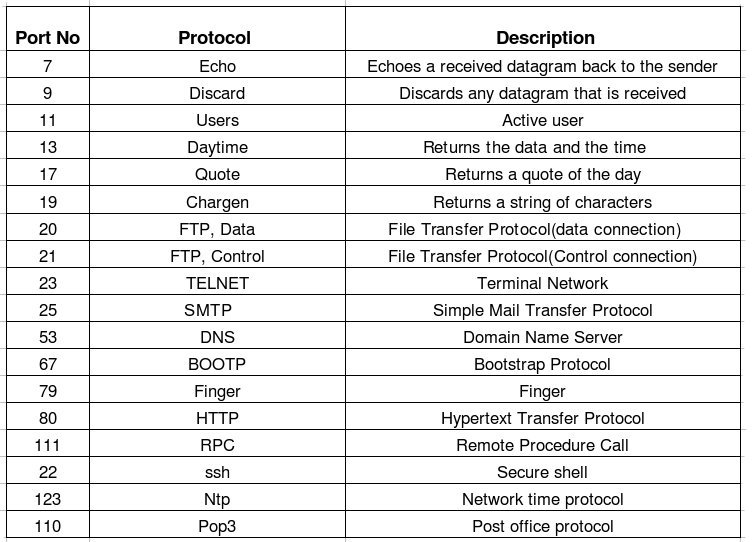 Port No Protocol Description
7 Echo Echoes a received datagram back to the sender
9 Discard Discards any datagram that is received
11 Users Active user
13 Daytime Returns the data and the time
17 Quote Returns a quote of the day
19 Chargen Returns a string of characters
20 FTP, Data File Transfer Protocol(data connection)
21 FTP, Control File Transfer Protocol(Control connection)
23 TELNET Terminal Network
25 SMTP Simple Mail Transfer Protocol
53 DNS Domain Name Server
67 BOOTP Bootstrap Protocol
79 Finger Finger
80 HTTP Hypertext Transfer Protocol
111 RPC Remote Procedure Call
22 ssh Secure shell
123 Ntp Network time protocol
110 Pop3 Post office protocol